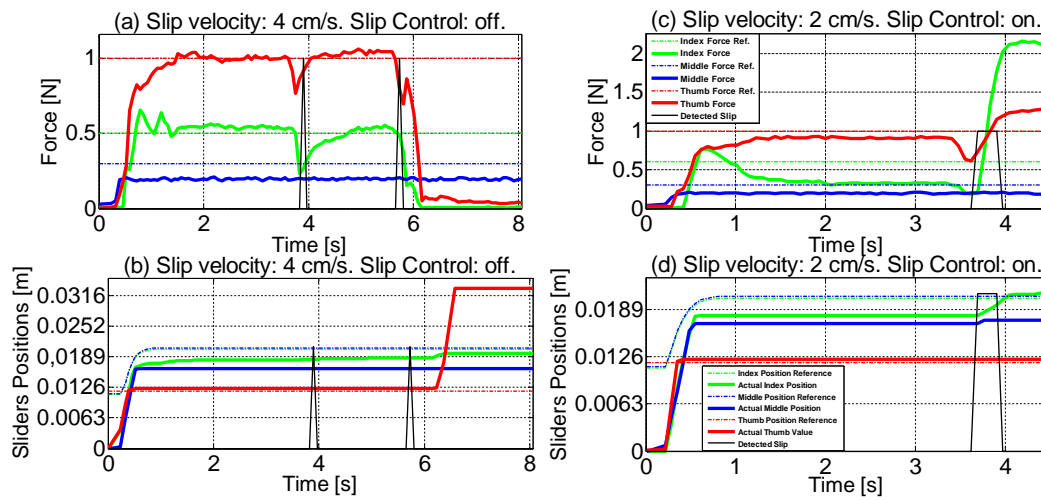 (a) Slip velocity: 4 cm/s. Slip Control: off.
Force [N]
1
0.5
0
0 2 4 6 8
Time [s]
(c) Slip velocity: 2 cm/s. Slip Control: on.
Force [N]
2
1.5
1
0.5
0
Index Force Ref.
Index Force
Middle Force Ref.
Middle Force
Thumb Force Ref.
Thumb Force
Detected Slip
0 1 2 3 4
Time [s]
(b) Slip velocity: 4 cm/s. Slip Control: off.
Sliders Positions [m]
0.0316
0.0252
0.0189
0.0126
0.0063
0
0 2 4 6 8
Time [s]
(d) Slip velocity: 2 cm/s. Slip Control: on.
Sliders Positions [m]
0.0189
0.0126
0.0063
0
Index Position Reference
Actual Index Position
Middle Position Reference
Actual Middle Position
Thumb Position Reference
Actual Thumb Value
Detected Slip
0 1 2 3 4
Time [s]